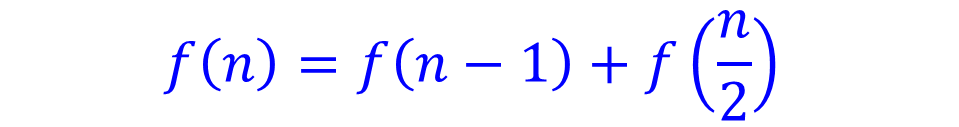 f(n) = f(n − 1) + f(n/2)